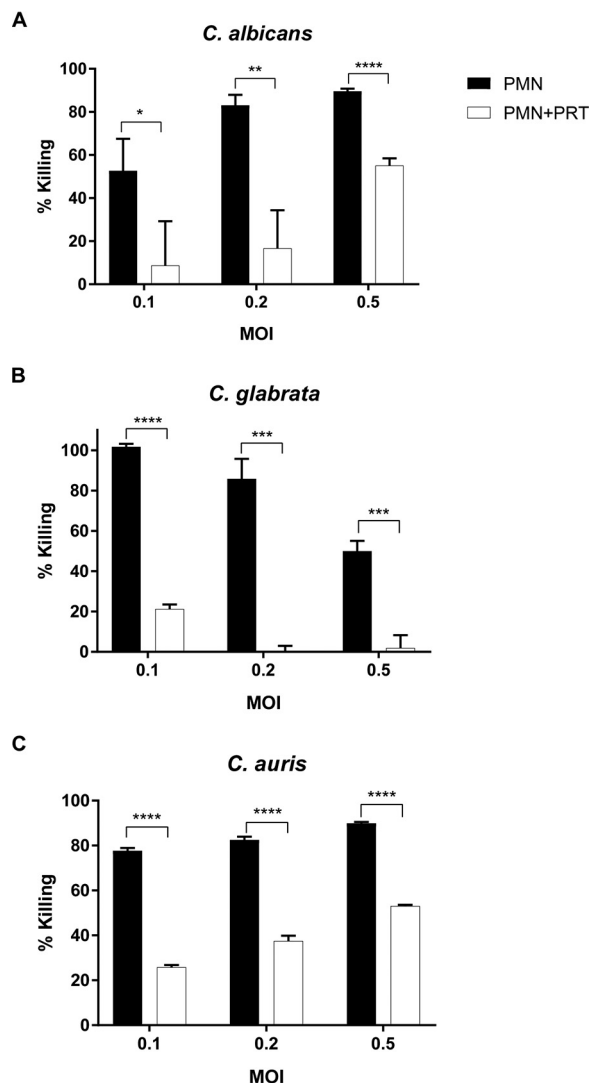 A
C. albicans
100
80
60
40
20
0
% Killing
*
**
****
PMN
PMN+PRT
0.1 0.2 0.5
MOI
B
C. glabrata
100
80
60
40
20
0
% Killing
****
***
***
0.1 0.2 0.5
MOI
C
C. auris
100
80
60
40
20
0
% Killing
****
****
****
0.1 0.2 0.5
MOI